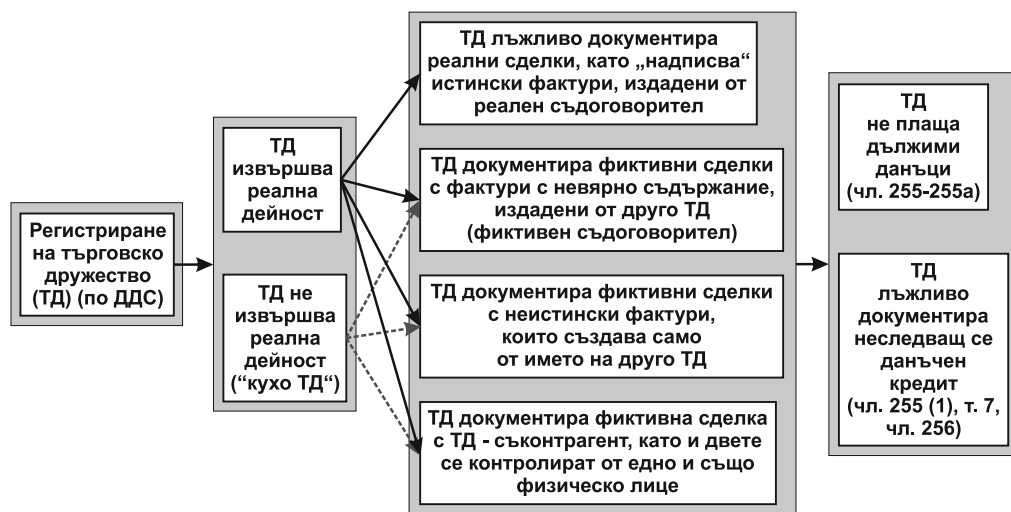 Регистриране
на търговско
дружество
(ТД) (по ДДС)
ТД
извършва
реална
дейност
ТД не
извършва
реална
дейност
(“кухо ТД“)
ТД лъжливо документира
реални сделки, като „надписва“
истински фактури, издадени от
реален съдоговорител
ТД документира фиктивни сделки
с фактури с невярно съдържание,
издадени от друго ТД
(фиктивен съдоговорител)
ТД документира фиктивни сделки
с неистински фактури,
които създава само
от името на друго ТД
ТД документира фиктивна сделка
с ТД - съконтрагент, като и двете
се контролират от едно и също
физическо лице
ТД
не плаща
дължими
данъци
(чл. 255-255а)
ТД
лъжливо
документира
неследващ се
данъчен
кредит
(чл. 255 (1), т. 7,
чл. 256)